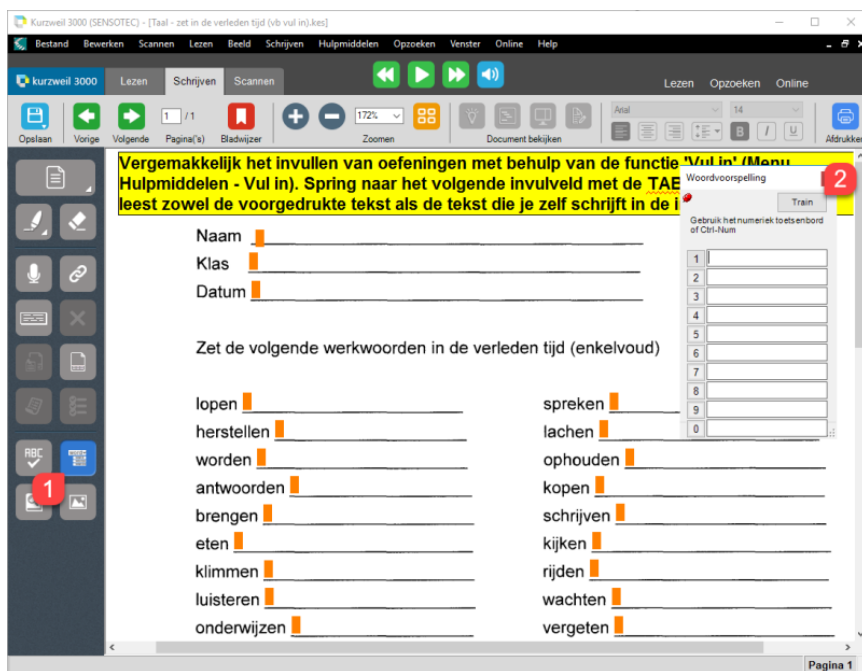 Kurzweil 3000 (SENSOTEC) - [Taal - zet in de verleden tijd (vb vul in).kes]
Bestand Bewerken Scannen Lezen Beeld Schrijven Hulpmiddelen Opzoeken Venster Online Help
kurzweil 3000 Lezen Schrijven Scannen Lezen Opzoeken Online
1 / 1 172% Arial 14
B I U
Opslaan Vorige Volgende Pagina('s) Bladwijzer Zoomen Document bekijken Afdrukken
Vergemakkelijk het invullen van oefeningen met behulp van de functie 'Vul in' (Menu
Hulpmiddelen - Vul in). Spring naar het volgende invulveld met de TAB
leest zowel de voorgedrukte tekst als de tekst die je zelf schrijft in de i
Woordvoorspelling
2
Train
Gebruik het numeriek toetsenbord
of Ctrl-Num
1
2
3
4
5
6
7
8
9
0
Naam
Klas
Datum
Zet de volgende werkwoorden in de verleden tijd (enkelvoud)
lopen spreken
herstellen lachen
worden ophouden
antwoorden kopen
brengen schrijven
eten kijken
klimmen rijden
luisteren wachten
onderwijzen vergeten
ABC
1
Pagina 1